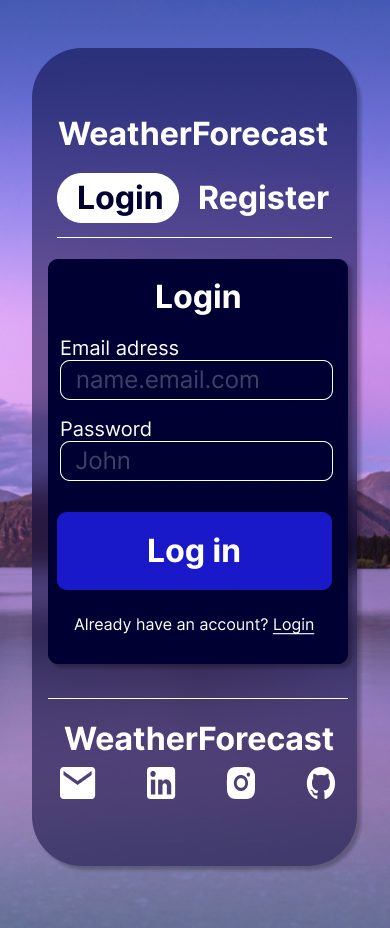 WeatherForecast
Login Register
Login
Email adress
name.email.com
Password
John
Log in
Already have an account? Login
WeatherForecast